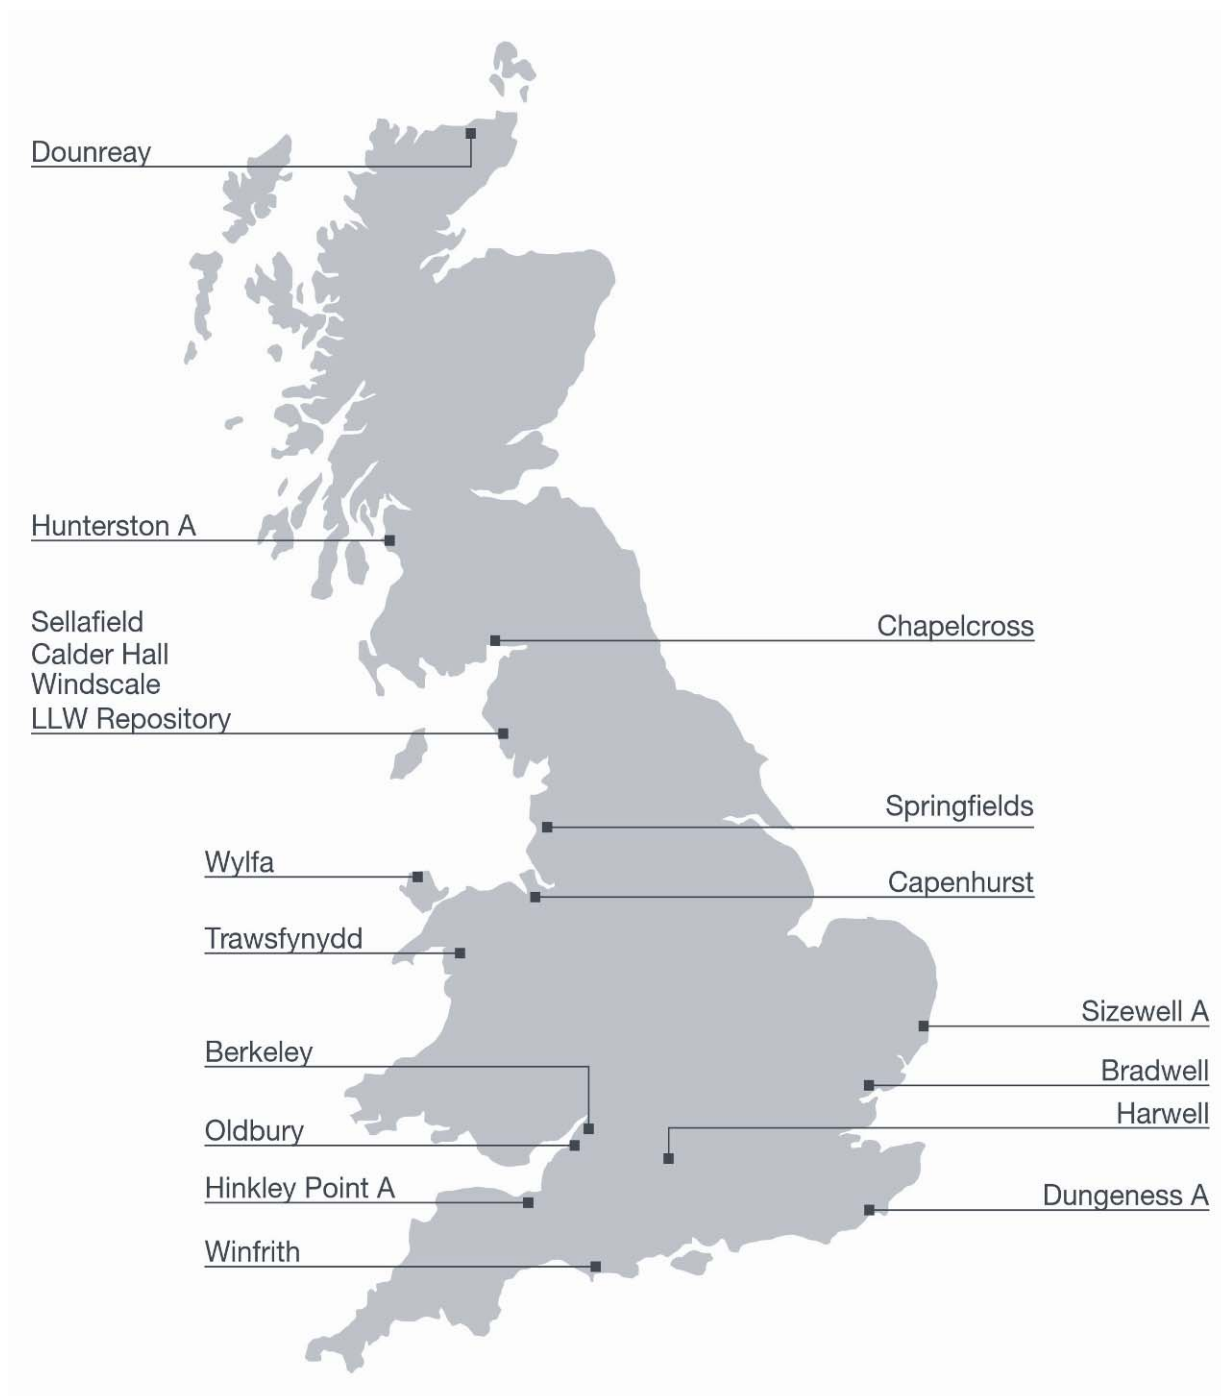 Dounreay
Hunterston A
Sellafield
Calder Hall
Windscale
LLW Repository
Chapelcross
Springfields
Wylfa
Capenhurst
Trawsfynydd
Sizewell A
Berkeley
Bradwell
Harwell
Oldbury
Hinkley Point A
Dungeness A
Winfrith